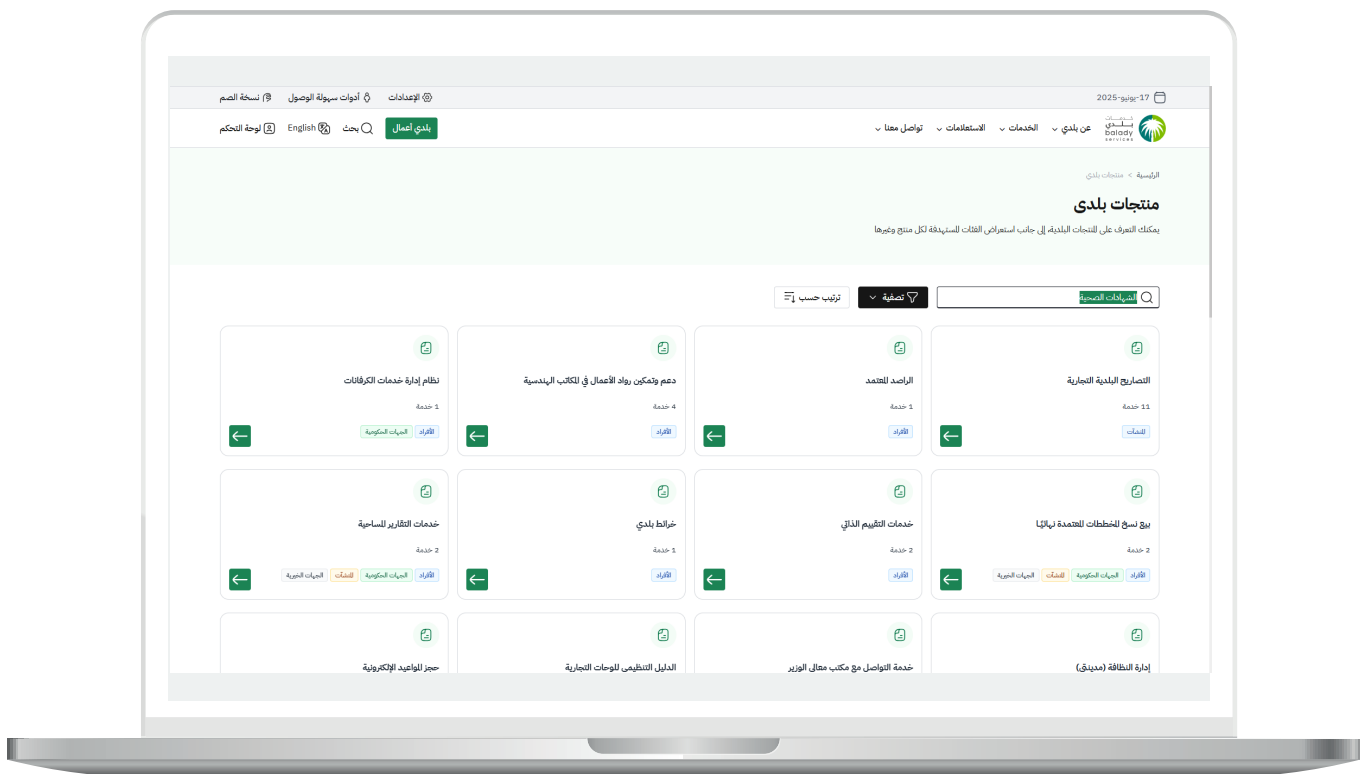 17-يونيو-2025
الإعدادات
أدوات سهولة الوصول
نسخة الصم
خدمات
بلدي
balady
services
عن بلدي
الخدمات
الاستعلامات
تواصل معنا
بلدي أعمال
بحث
English
لوحة التحكم
الرئيسية > منتجات بلدي
منتجات بلدي
يمكنك التعرف على المنتجات البلدية، إلى جانب استعراض الفئات المستهدفة لكل منتج وغيرها
الشهادات الصحية
تصفية
ترتيب حسب
التصاريح البلدية التجارية
11 خدمة
المنشآت
الراصد المعتمد
1 خدمة
الأفراد
دعم وتمكين رواد الأعمال في المكاتب الهندسية
4 خدمة
الأفراد
نظام إدارة خدمات الكرفانات
1 خدمة
الأفراد الجهات الحكومية
بيع نسخ المخططات المعتمدة نهائيًا
2 خدمة
الأفراد الجهات الحكومية المنشآت الجهات الخيرية
خدمات التقييم الذاتي
2 خدمة
الأفراد
خرائط بلدي
1 خدمة
الأفراد
خدمات التقارير المساحية
2 خدمة
الأفراد الجهات الحكومية المنشآت الجهات الخيرية
إدارة النظافة (مدينتي)
خدمة التواصل مع مكتب معالي الوزير
الدليل التنظيمي للوحات التجارية
حجز المواعيد الإلكترونية